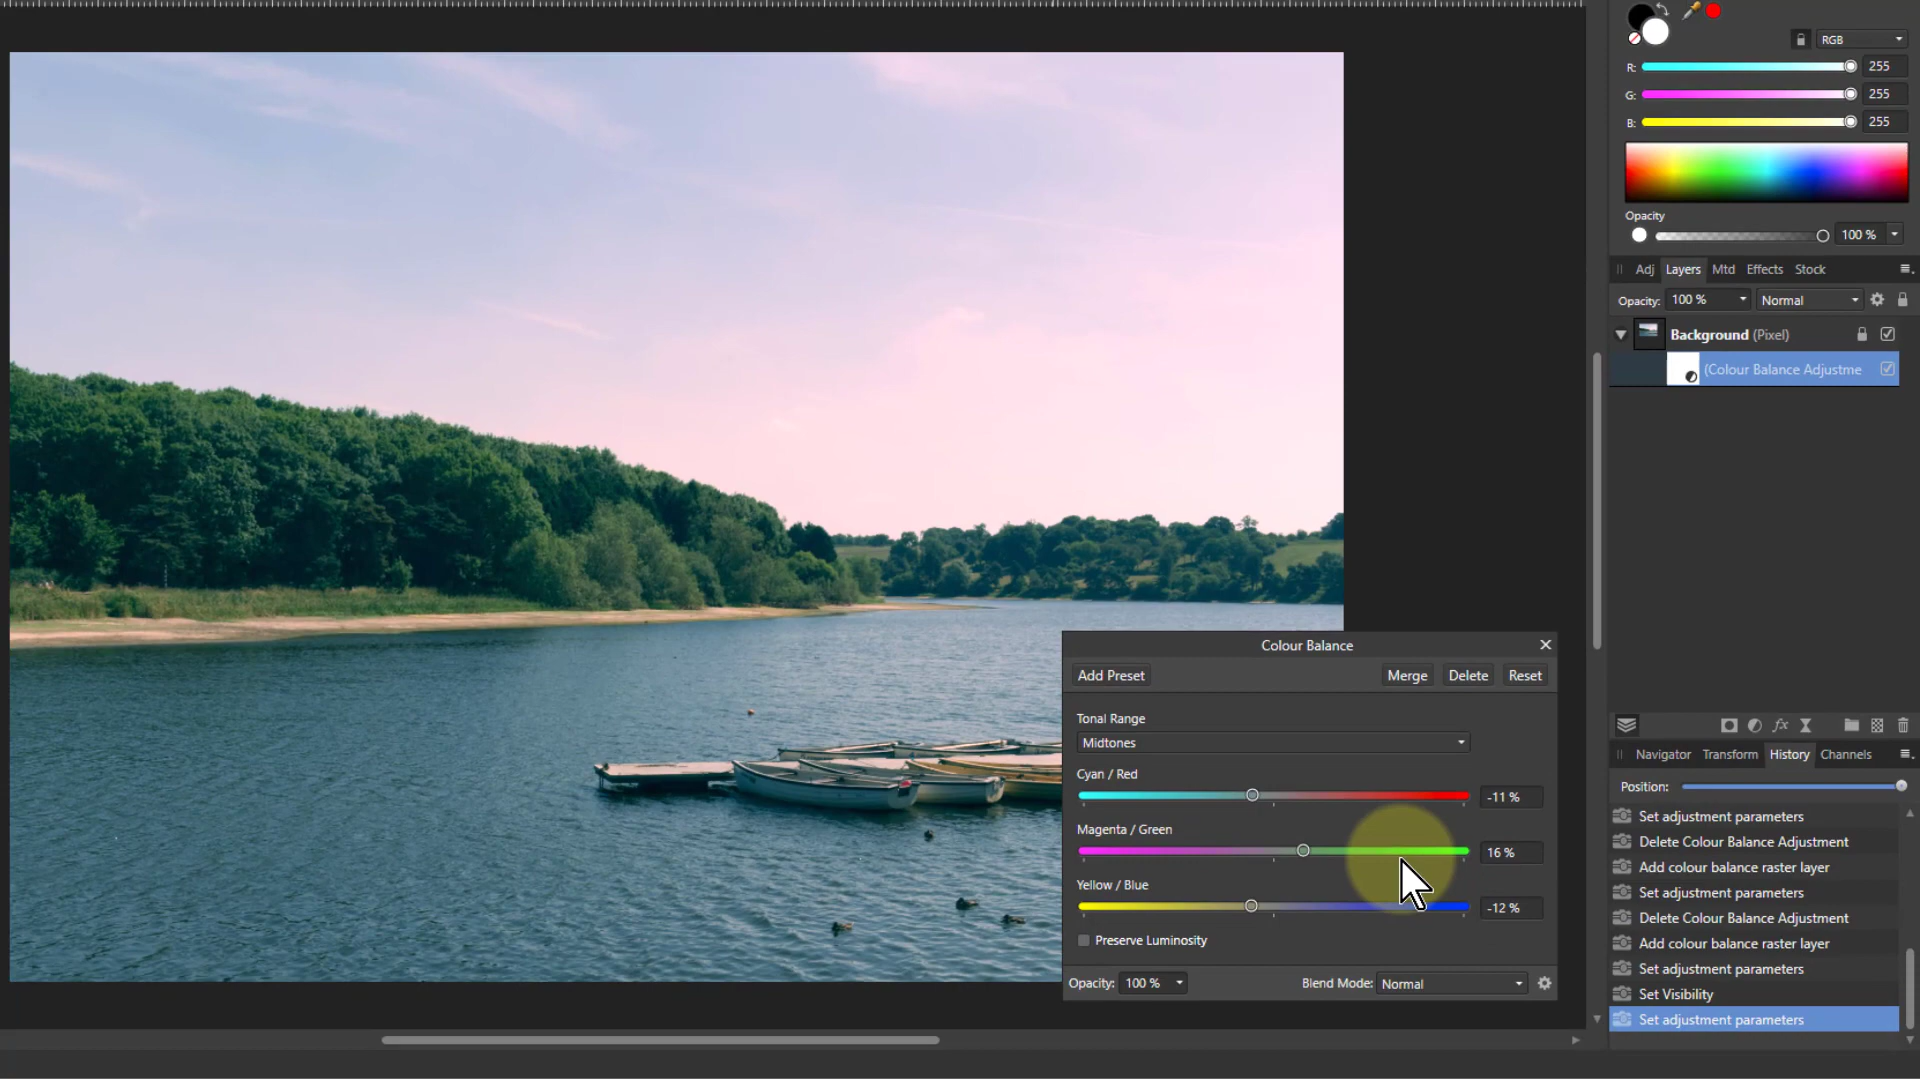 RGB
R: 255
G: 255
B: 255
Opacity
100 %
Adj Layers Mtd Effects Stock
Opacity: 100 % Normal
Background (Pixel)
(Colour Balance Adjustme
Navigator Transform History Channels
Position:
Set adjustment parameters
Delete Colour Balance Adjustment
Add colour balance raster layer
Set adjustment parameters
Delete Colour Balance Adjustment
Add colour balance raster layer
Set adjustment parameters
Set Visibility
Set adjustment parameters
Colour Balance
Add Preset Merge Delete Reset
Tonal Range
Midtones
Cyan / Red
-11 %
Magenta / Green
16 %
Yellow / Blue
-12 %
Preserve Luminosity
Opacity: 100 % Blend Mode: Normal